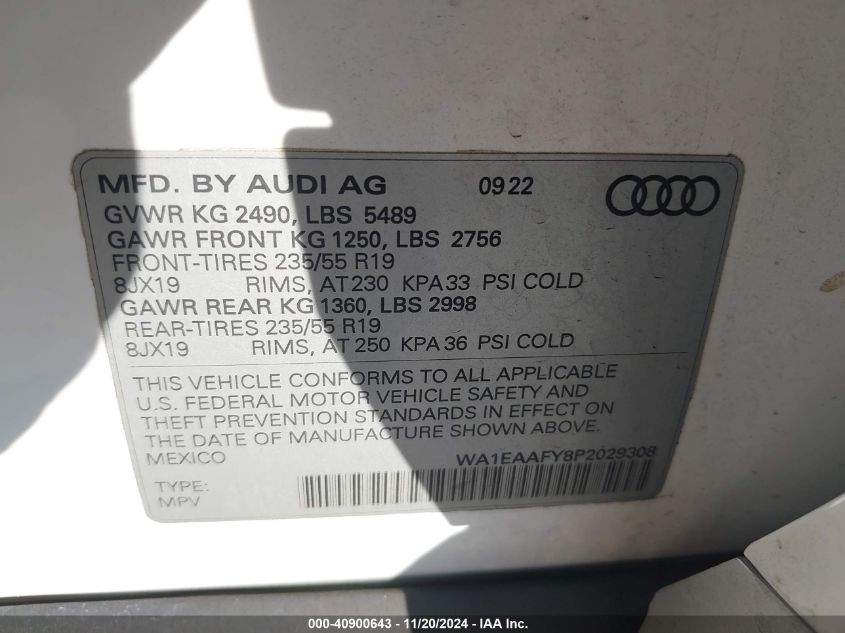 MFD. BY AUDI AG 09.22
GVWR KG 2490, LBS 5489
GAWR FRONT KG 1250, LBS 2756
FRONT-TIRES 235/55 R19
8JX19 RIMS, AT 230 KPA 33 PSI COLD
GAWR REAR KG 1360, LBS 2998
REAR-TIRES 235/55 R19
8JX19 RIMS, AT 250 KPA 36 PSI COLD
THIS VEHICLE CONFORMS TO ALL APPLICABLE
U.S. FEDERAL MOTOR VEHICLE SAFETY AND
THEFT PREVENTION STANDARDS IN EFFECT ON
THE DATE OF MANUFACTURE SHOWN ABOVE.
MEXICO WA1EAAFY8P2029308
TYPE:
MPV
000-40900643 - 11/20/2024 - IAAI.com